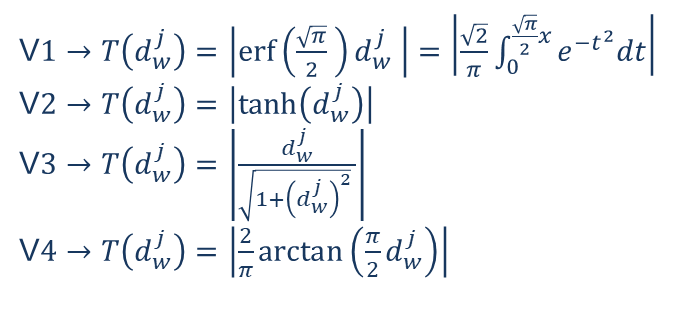 V1 → T(d_w^j) = |erf(√π/2) d_w^j | = |√2/π ∫_0^{√π/2 x} e^{−t^2} dt|
V2 → T(d_w^j) = |tanh(d_w^j)|
V3 → T(d_w^j) = |d_w^j / √(1+(d_w^j)^2)|
V4 → T(d_w^j) = |2/π arctan (π/2 d_w^j)|